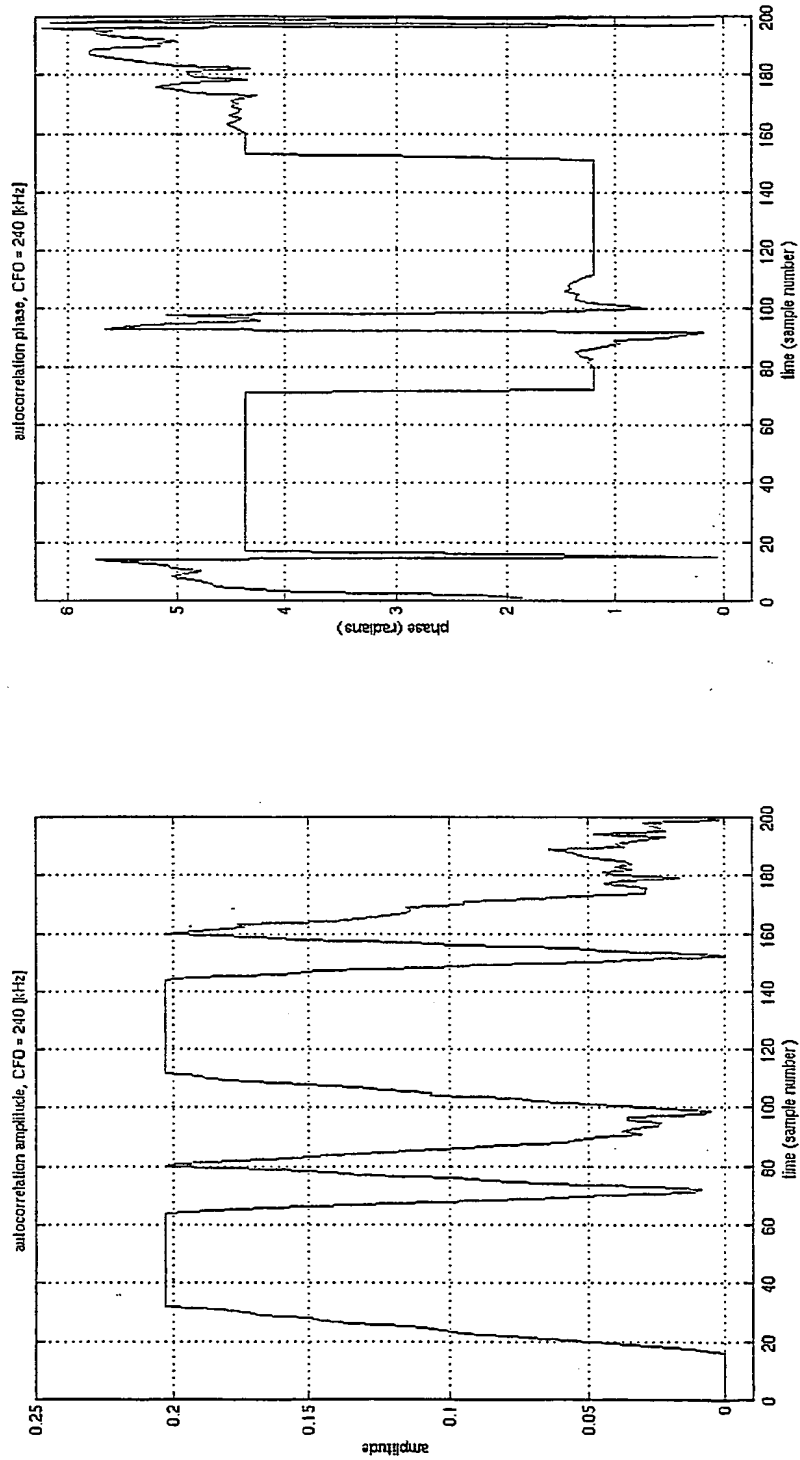 autocorrelation amplitude, CFO = 240 [kHz]
amplitude
0.25
0.2
0.15
0.1
0.05
0
0 20 40 60 80 100 120 140 160 180 200
time (sample number)
autocorrelation phase, CFO = 240 [kHz]
phase (radians)
6
5
4
3
2
1
0
0 20 40 60 80 100 120 140 160 180 200
time (sample number)